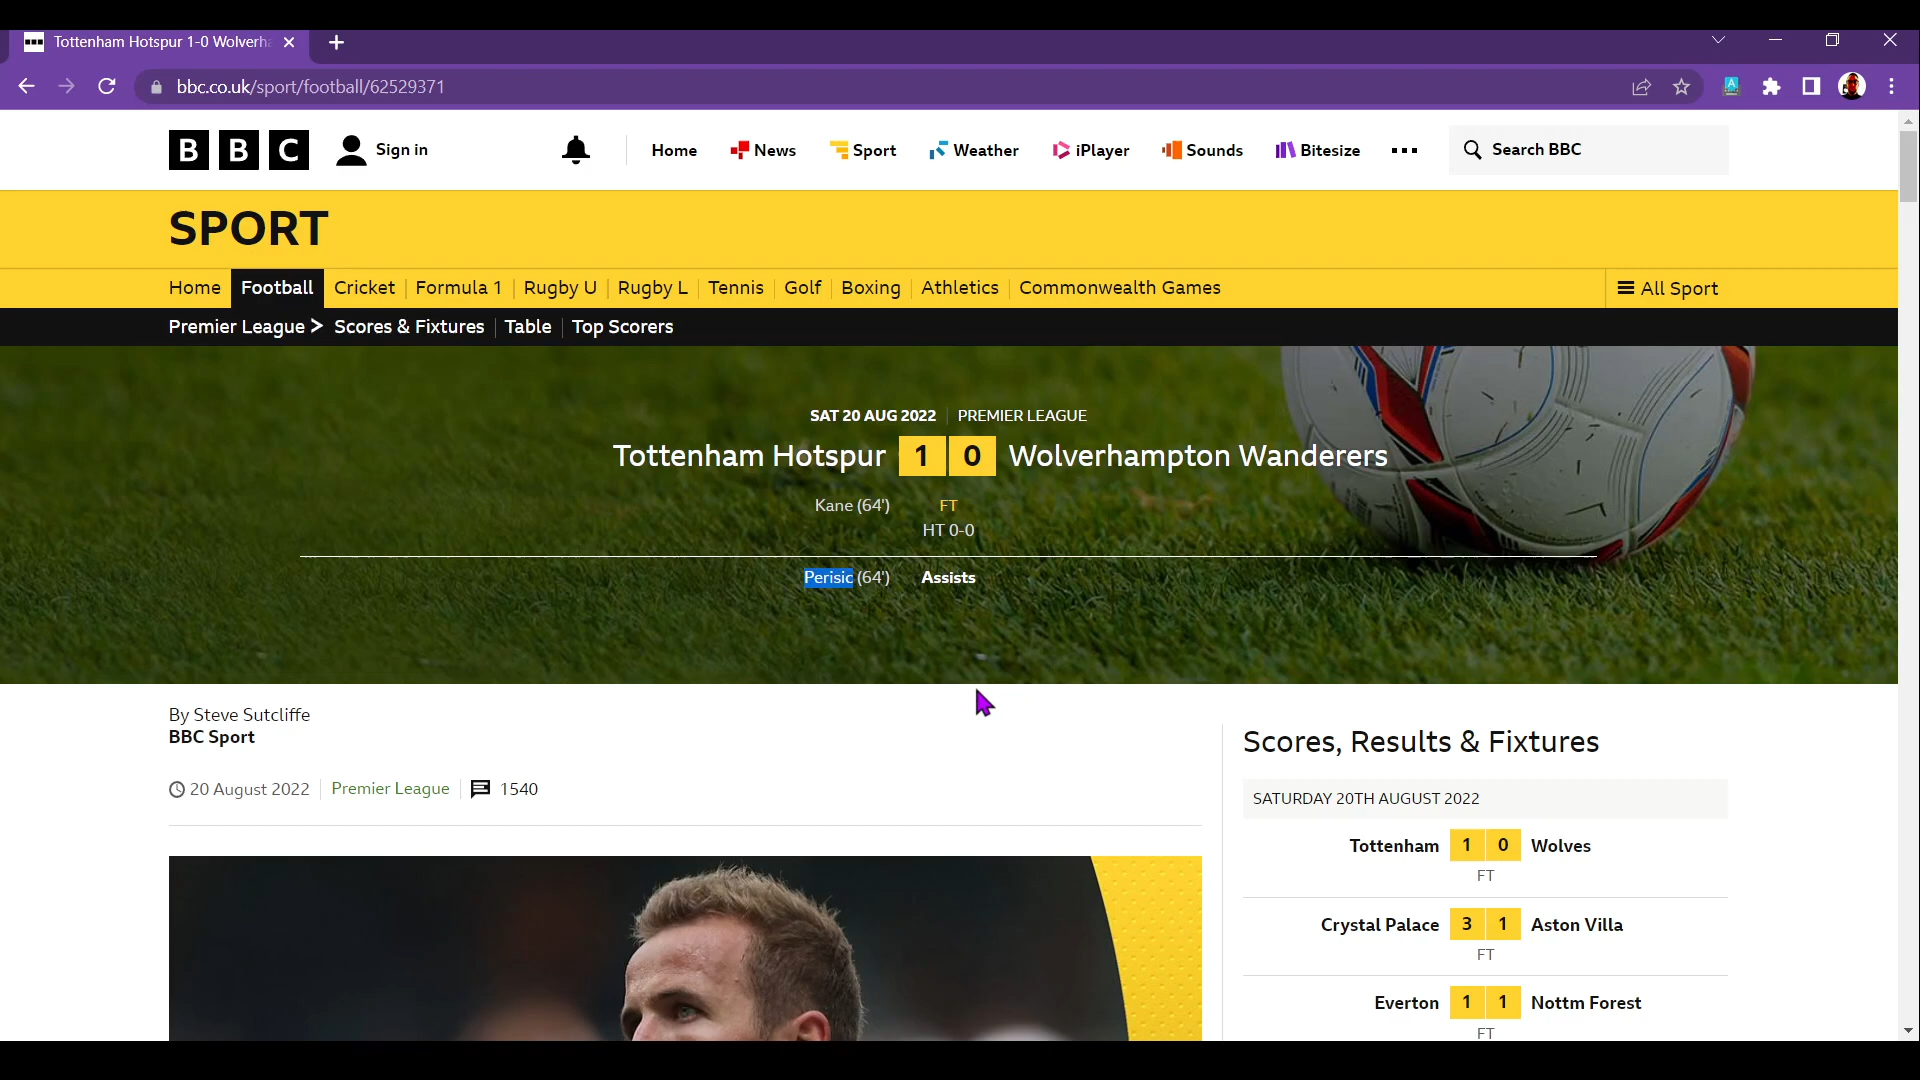 Tottenham Hotspur 1-0 Wolverh
bbc.co.uk/sport/football/62529371
BBC Sign in Home News Sport Weather iPlayer Sounds Bitesize Search BBC
SPORT
Home Football Cricket Formula 1 Rugby U Rugby L Tennis Golf Boxing Athletics Commonwealth Games All Sport
Premier League Scores & Fixtures Table Top Scorers
SAT 20 AUG 2022 PREMIER LEAGUE
Tottenham Hotspur 1 0 Wolverhampton Wanderers
Kane (64') FT
HT 0-0
Perisic (64') Assists
By Steve Sutcliffe
BBC Sport
20 August 2022 Premier League 1540
Scores, Results & Fixtures
SATURDAY 20TH AUGUST 2022
Tottenham 1 0 Wolves
FT
Crystal Palace 3 1 Aston Villa
FT
Everton 1 1 Nottm Forest
FT